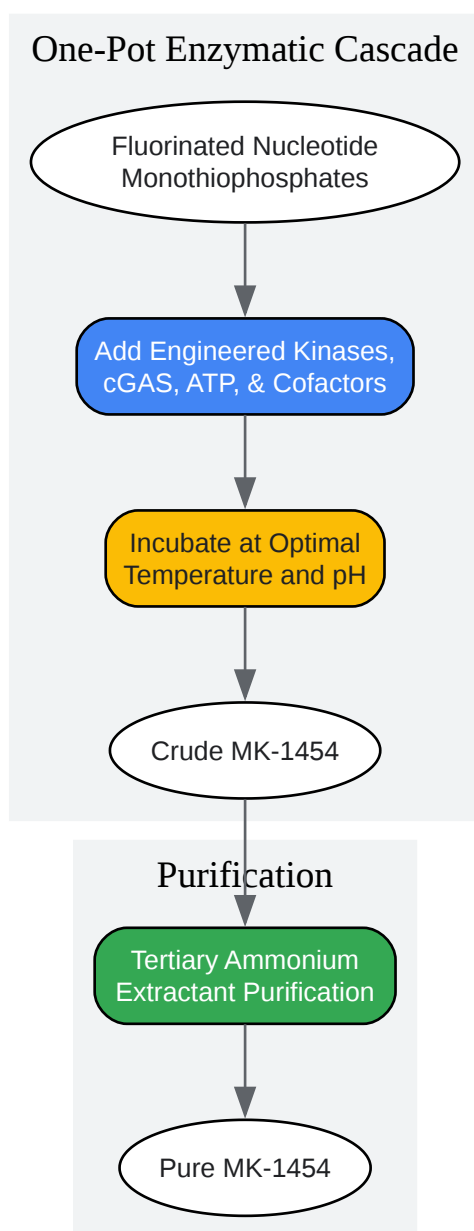 One-Pot Enzymatic Cascade
Fluorinated Nucleotide
Monothiophosphates
Add Engineered Kinases,
cGAS, ATP, & Cofactors
Incubate at Optimal
Temperature and pH
Crude MK-1454
Purification
Tertiary Ammonium
Extractant Purification
Pure MK-1454